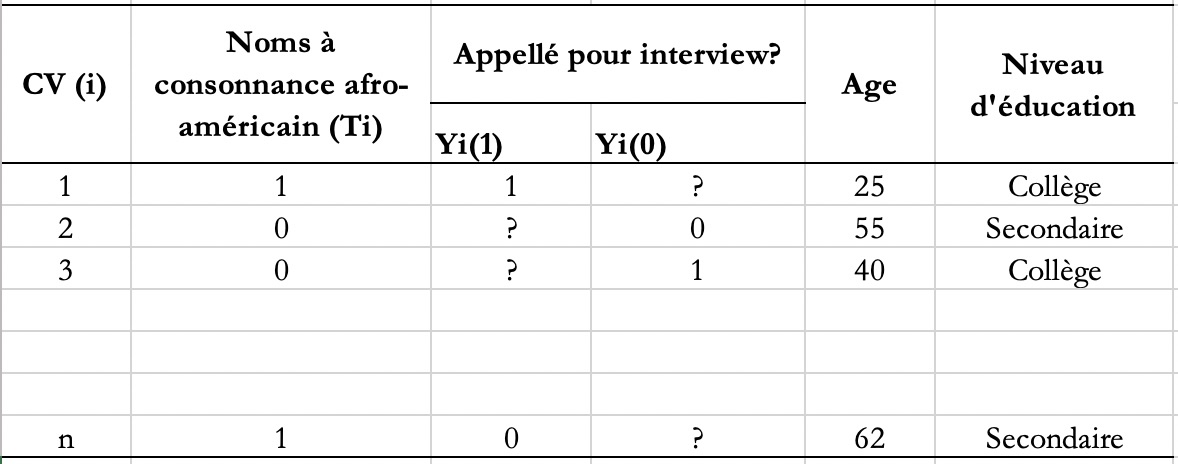 CV (i)
Noms à
consonnance afro-
américain (Ti)
Appellé pour interview?
Yi(1)
Yi(0)
Age
Niveau
d'éducation
1 1 1 ? 25 Collège
2 0 ? 0 55 Secondaire
3 0 ? 1 40 Collège
n 1 0 ? 62 Secondaire